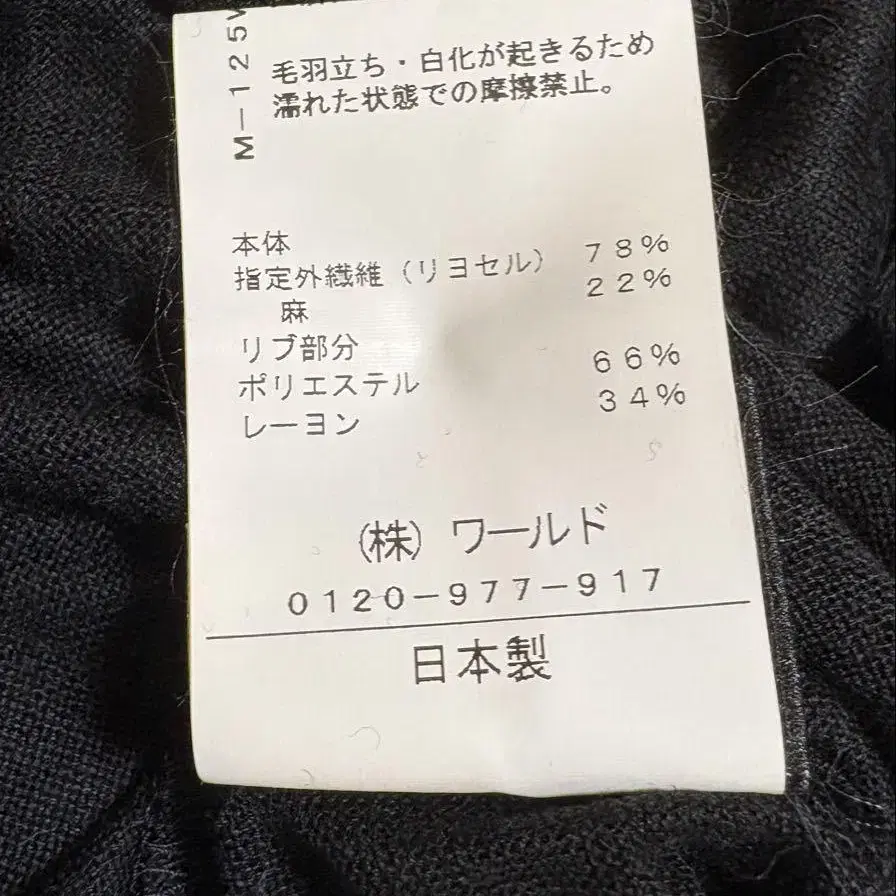 M-125W
毛羽立ち・白化が起きるため
濡れた状態での摩擦禁止。
本体
指定外繊維（リヨセル） 78%
麻 22%
リブ部分
ポリエステル 66%
レーヨン 34%
（株）ワールド
0120-977-917
日本製